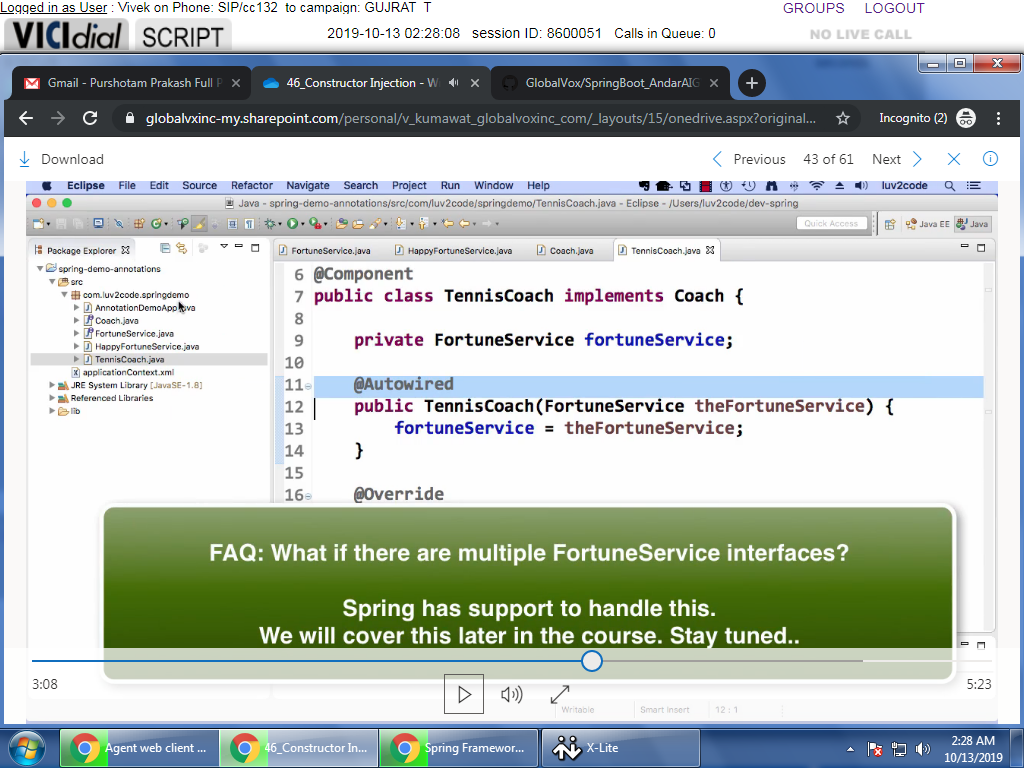 Logged in as User : Vivek on Phone: SIP/cc132 to campaign: GUJRAT_T
GROUPS LOGOUT
VICIdial SCRIPT 2019-10-13 02:28:08 session ID: 8600051 Calls in Queue: 0 NO LIVE CALL
Gmail - Purshotam Prakash Full P
46_Constructor Injection - W
GlobalVox/SpringBoot_AndarAIG
globalvxinc-my.sharepoint.com/personal/v_kumawat_globalvoxinc_com/_layouts/15/onedrive.aspx?original... Incognito (2)
Download Previous 43 of 61 Next
Eclipse File Edit Source Refactor Navigate Search Project Run Window Help luv2code
Java - spring-demo-annotations/src/com/luv2code/springdemo/TennisCoach.java - Eclipse - /Users/luv2code/dev-spring
Quick Access Java EE Java
Package Explorer
spring-demo-annotations
src
com.luv2code.springdemo
AnnotationDemoApp.java
Coach.java
FortuneService.java
HappyFortuneService.java
TennisCoach.java
applicationContext.xml
JRE System Library [JavaSE-1.8]
Referenced Libraries
lib
FortuneService.java HappyFortuneService.java Coach.java TennisCoach.java
6 @Component
7 public class TennisCoach implements Coach {
8
9 private FortuneService fortuneService;
10
11 @Autowired
12 public TennisCoach(FortuneService theFortuneService) {
13 fortuneService = theFortuneService;
14 }
15
16 @Override
FAQ: What if there are multiple FortuneService interfaces?
Spring has support to handle this.
We will cover this later in the course. Stay tuned..
3:08 5:23
Writable Smart Insert 12 : 1
Agent web client ... 46_Constructor In... Spring Framewor... X-Lite
2:28 AM
10/13/2019